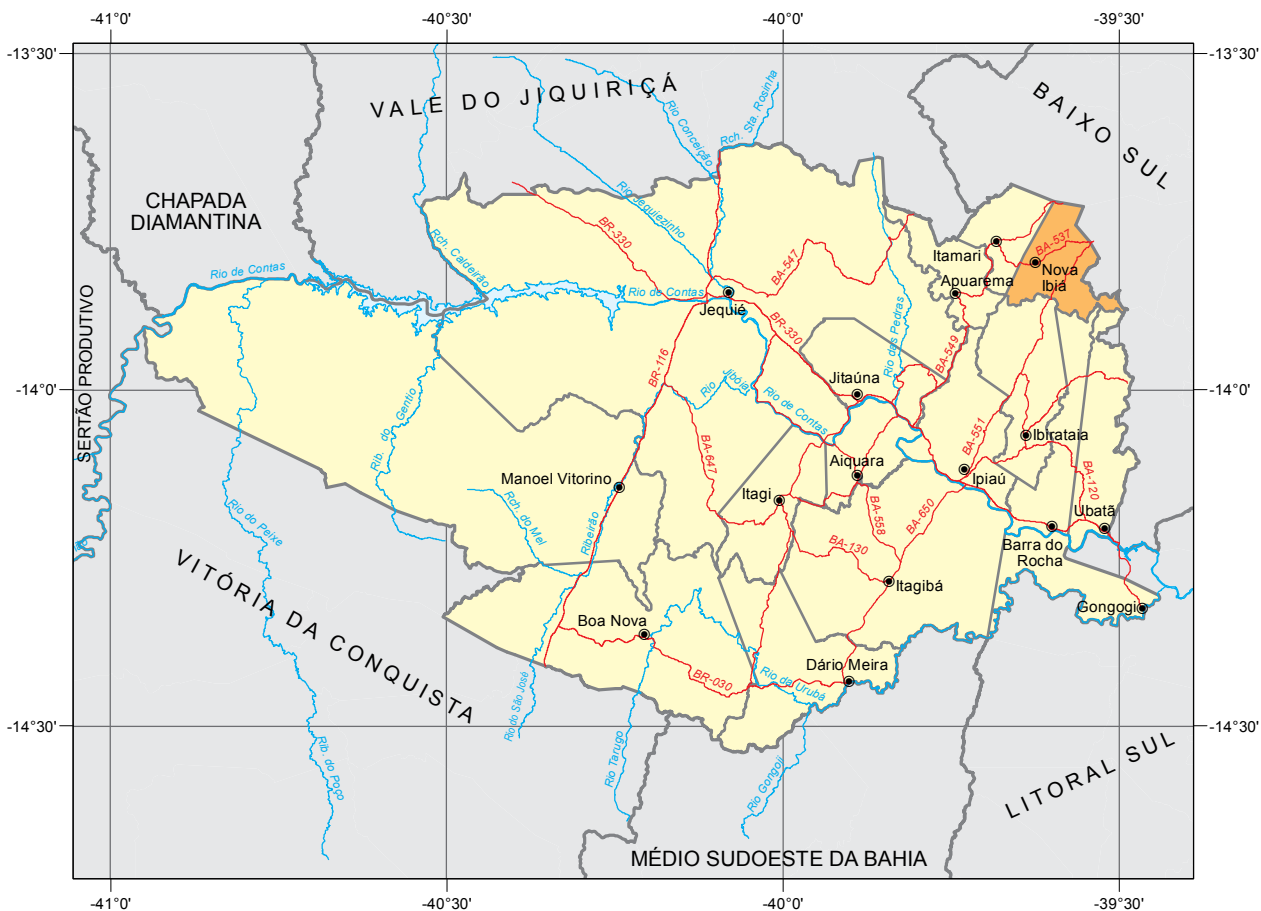 -41°0'
-40°30'
-40°0'
-39°30'
-13°30'
-13°30'
VALE DO JIQUIRIÇÁ
BAIXO SUL
Rio Conceição
Rch. Sta. Rosinha
CHAPADA
DIAMANTINA
Rio Jequiezinho
BR-330
Rch. Caldeirão
BA-547
Itamari
BA-537
Nova
Ibiá
Apuarema
Rio de Contas
Rio de Contas
Jequié
BR-330
Rio das Pedras
BA-549
SERTÃO PRODUTIVO
-14°0'
-14°0'
BR-116
Rio
Jibóia
Jitaúna
Rio de Contas
Rib. do Gentio
BA-647
BA-551
Ibirataia
Aiquara
Ipiaú
Manoel Vitorino
Itagi
BA-120
Rch. do Mel
Ribeirão
BA-558
BA-650
Ubatã
Rio do Peixe
BA-130
Barra do
Rocha
Itagibá
Gongogi
VITÓRIA DA CONQUISTA
Boa Nova
Dário Meira
BR-030
Rio do Urubá
Rio do São José
-14°30'
-14°30'
Rib. do Poço
Rio Tarugo
Rio Gongoji
LITORAL SUL
MÉDIO SUDOESTE DA BAHIA
-41°0'
-40°30'
-40°0'
-39°30'